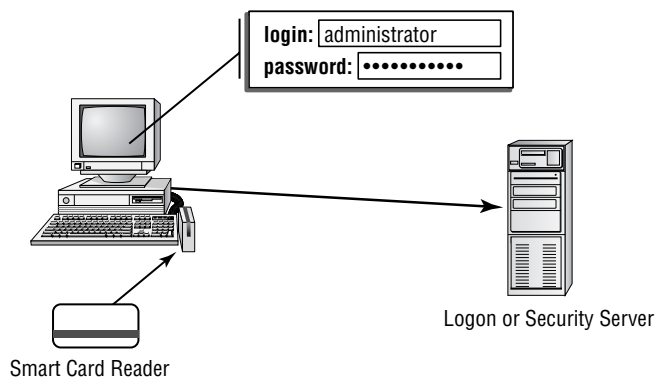 login: administrator
password: •••••••••••
Logon or Security Server
Smart Card Reader